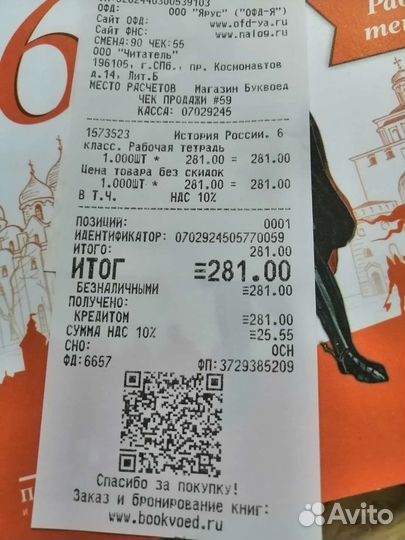 ОФД: ООО "Ярус" ("ОФД-Я")
Сайт ОФД: www.ofd-ya.ru
Сайт ФНС: www.nalog.ru
СМЕНА:90 ЧЕК:55
ООО "Читатель"
196105, г.СПб., пр. Космонавтов
д.14, Лит.Б
МЕСТО РАСЧЕТОВ Магазин Буквоед
ЧЕК ПРОДАЖИ #59
КАССА: 07029245
1573523 История России. 6
класс. Рабочая тетрадь
1.000ШТ * 281.00 = 281.00
Цена товара без скидок
1.000ШТ * 281.00 = 281.00
В Т.Ч. НДС 10%
ПОЗИЦИИ: 0001
ИДЕНТИФИКАТОР: 0702924505770059
ИТОГО: 281.00
ИТОГ =281.00
БЕЗНАЛИЧНЫМИ =281.00
ПОЛУЧЕНО:
КРЕДИТОМ =281.00
СУММА НДС 10% =25.55
СНО: ОСН
ФД:6657 ФП:3729385209
Спасибо за покупку!
Заказ и бронирование книг:
www.bookvoed.ru
6
Раб
те
П
Avito